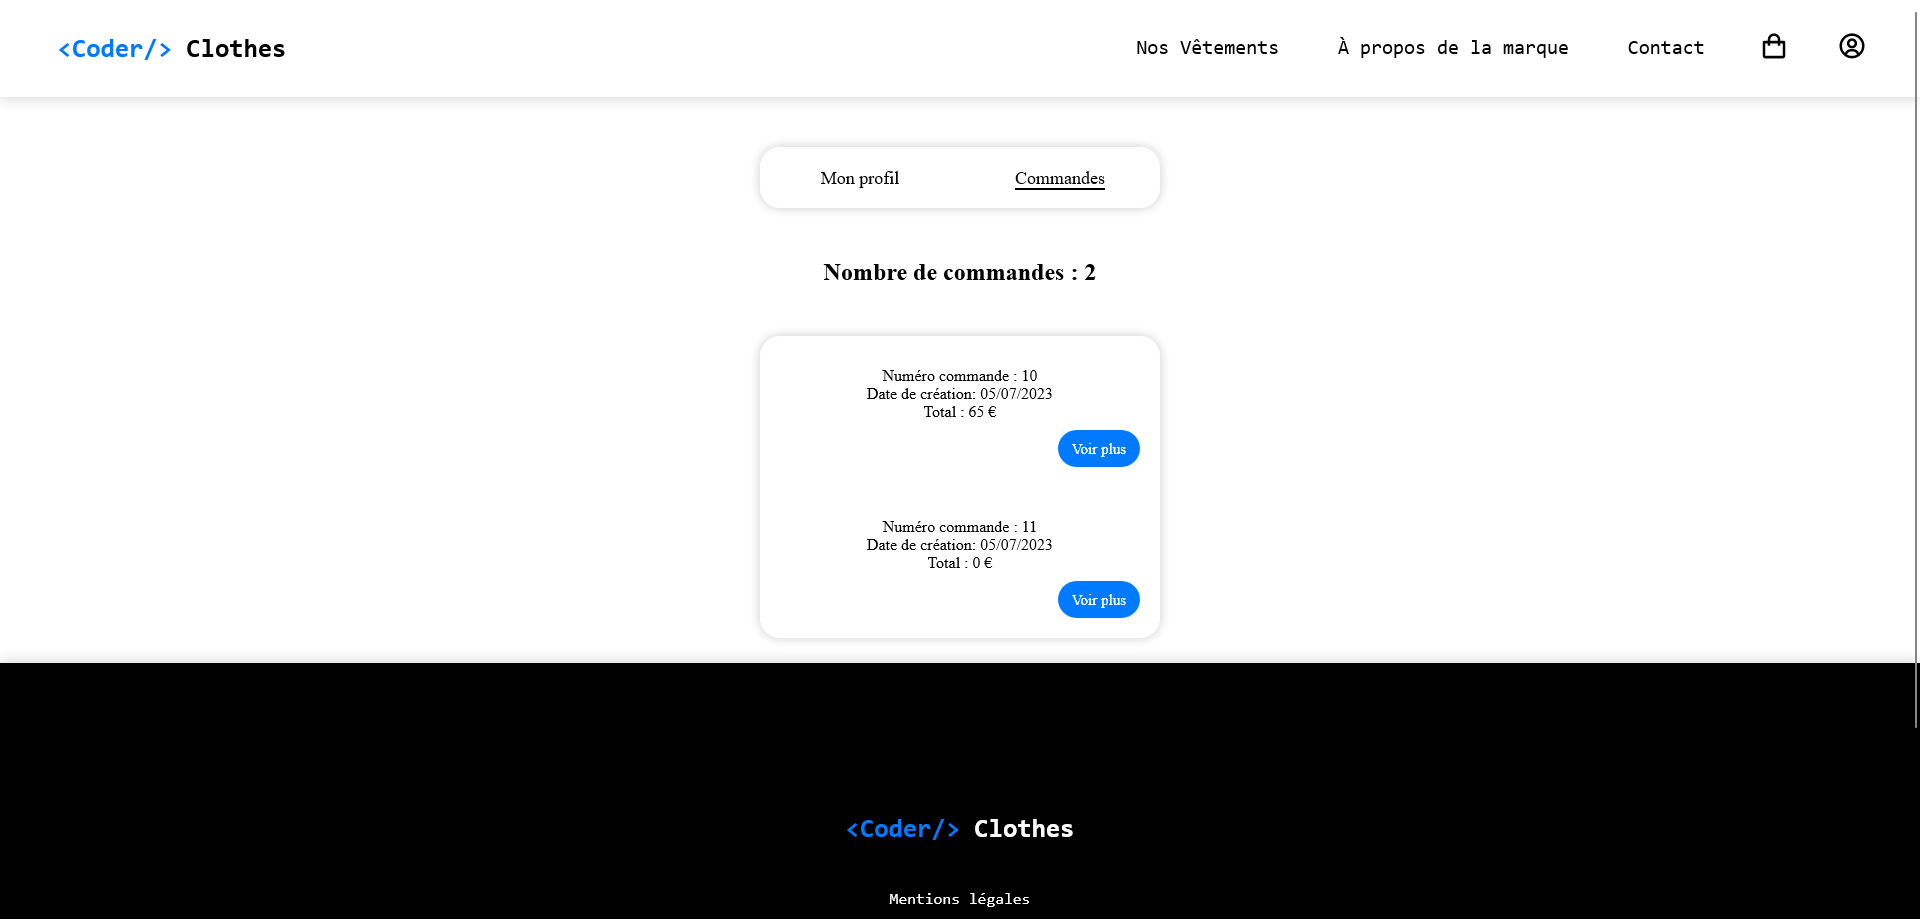 <Coder/> Clothes
Nos Vêtements
À propos de la marque
Contact
Mon profil
Commandes
Nombre de commandes : 2
Numéro commande : 10
Date de création: 05/07/2023
Total : 65 €
Voir plus
Numéro commande : 11
Date de création: 05/07/2023
Total : 0 €
Voir plus
<Coder/> Clothes
Mentions légales